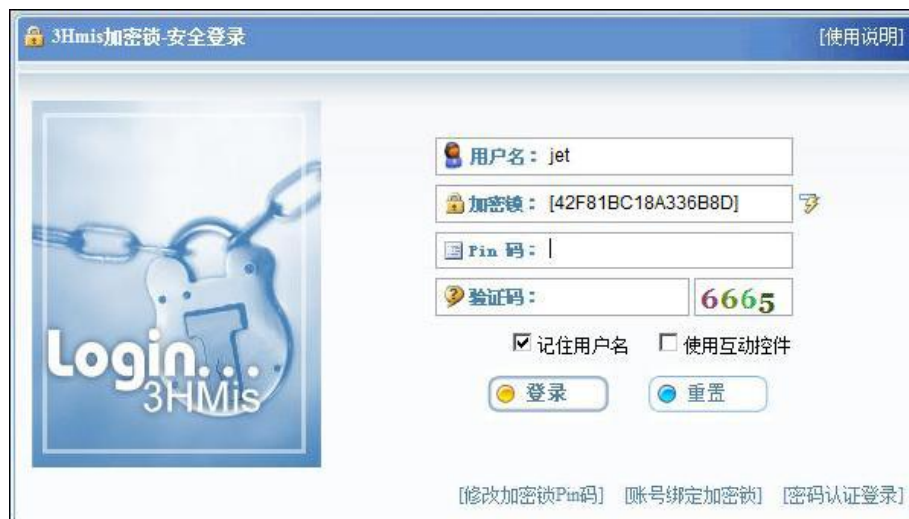 3Hmis加密锁-安全登录 [使用说明]
用户名： jet
加密锁： [42F81BC18A336B8D]
Pin 码：
验证码： 6665
记住用户名 使用互动控件
登录 重置
Login...
3HMis
[修改加密锁Pin码] [账号绑定加密锁] [密码认证登录]